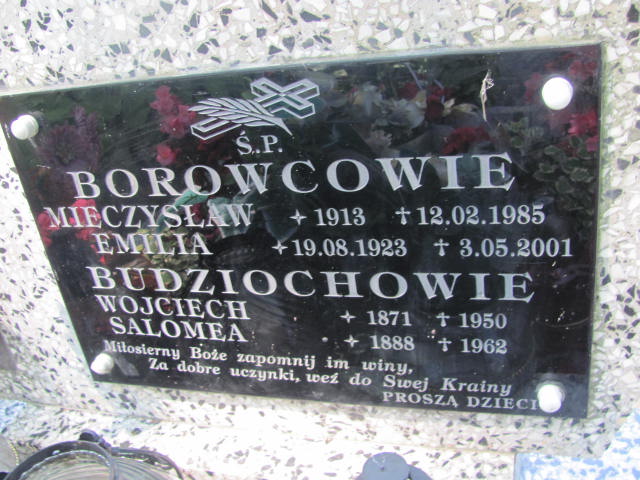 Ś.P.
BOROWCOWIE
MIECZYSŁAW ✦ 1913 ✝ 12.02.1985
EMILIA ✦ 19.08.1923 ✝ 3.05.2001
BUDZIOCHOWIE
WOJCIECH ✦ 1871 ✝ 1950
SALOMEA ✦ 1888 ✝ 1962
Miłosierny Boże zapomnij im winy,
Za dobre uczynki, weź do Swej Krainy
PROSZĄ DZIECI